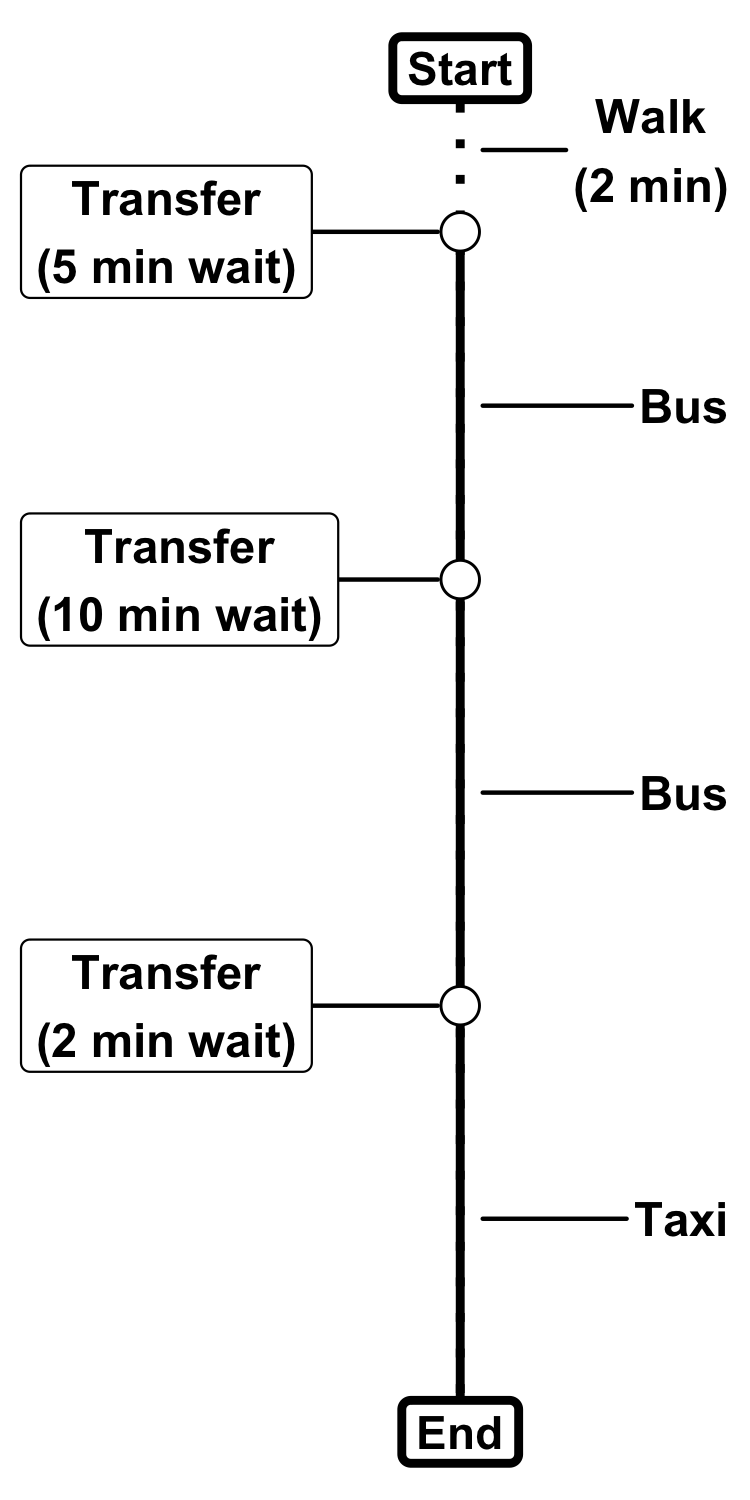 Start
Walk
(2 min)
Transfer
(5 min wait)
Bus
Transfer
(10 min wait)
Bus
Transfer
(2 min wait)
Taxi
End